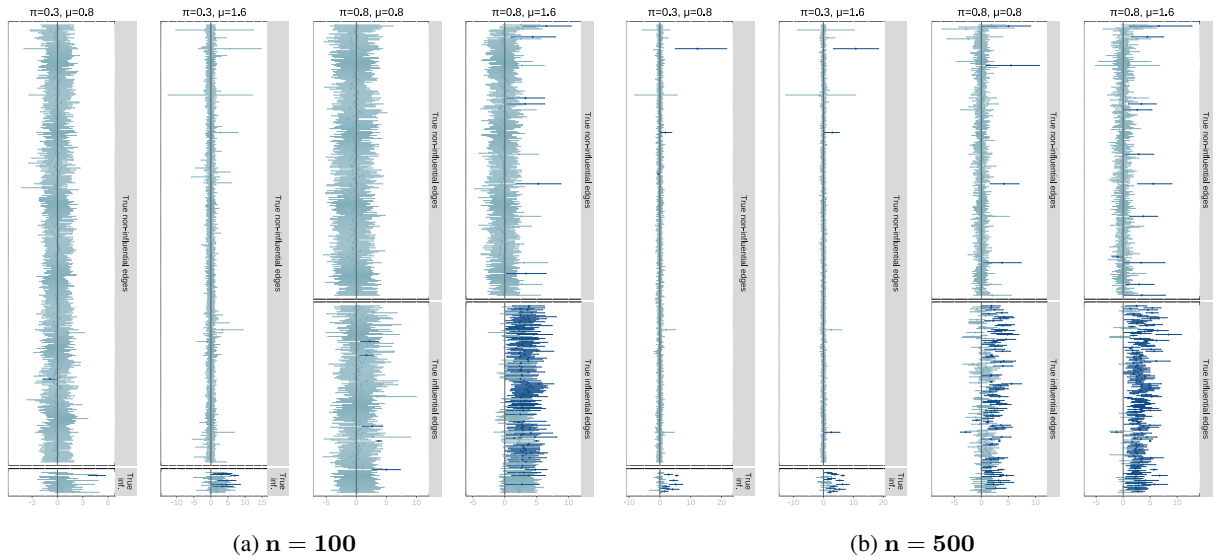 π=0.3, μ=0.8
π=0.3, μ=1.6
π=0.8, μ=0.8
π=0.8, μ=1.6
π=0.3, μ=0.8
π=0.3, μ=1.6
π=0.8, μ=0.8
π=0.8, μ=1.6
True non-influential edges
True non-influential edges
True non-influential edges
True non-influential edges
True non-influential edges
True non-influential edges
True non-influential edges
True non-influential edges
True influential edges
True influential edges
True influential edges
True influential edges
True
inf.
True
inf.
True
inf.
True
inf.
-3 0 3 6
-10 -5 0 5 10 15
-5 0 5 10
-5 0 5 10
-10 0 10 20
-10 0 10 20
-5 0 5 10
-5 0 5 10
(a) n = 100
(b) n = 500